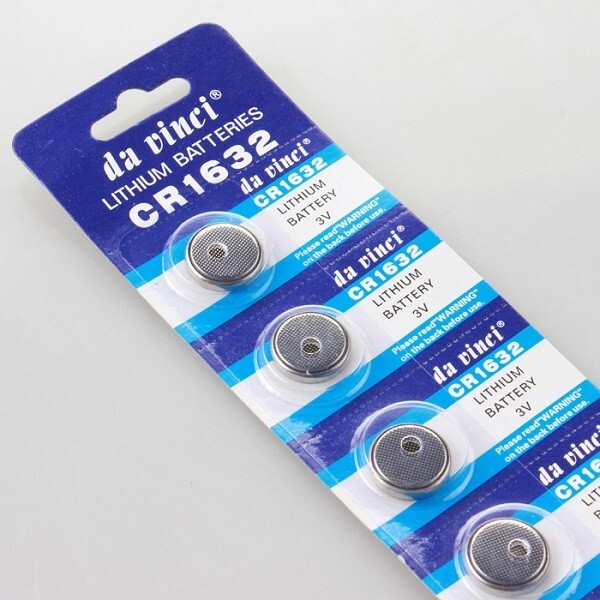 da vinci®
LITHIUM BATTERIES
CR1632
da vinci®
CR1632
LITHIUM
BATTERY
3V
Please read "WARNING"
on the back before use.
da vinci®
CR1632
LITHIUM
BATTERY
3V
Please read "WARNING"
on the back before use.
da vinci®
CR1632
LITHIUM
BATTERY
3V
Please read "WARNING"
on the back before use.
da vinci
CR16
LITHI